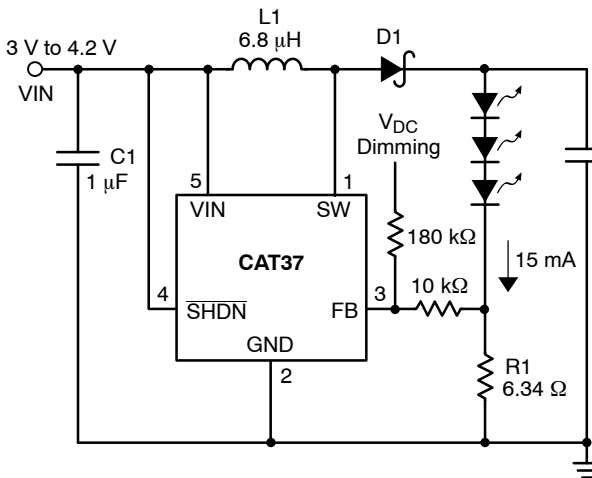 L1
6.8 μH
D1
3 V to 4.2 V
VIN
C1
1 μF
V_DC
Dimming
5
1
VIN
SW
180 kΩ
15 mA
CAT37
10 kΩ
4
3
SHDN
FB
GND
2
R1
6.34 Ω